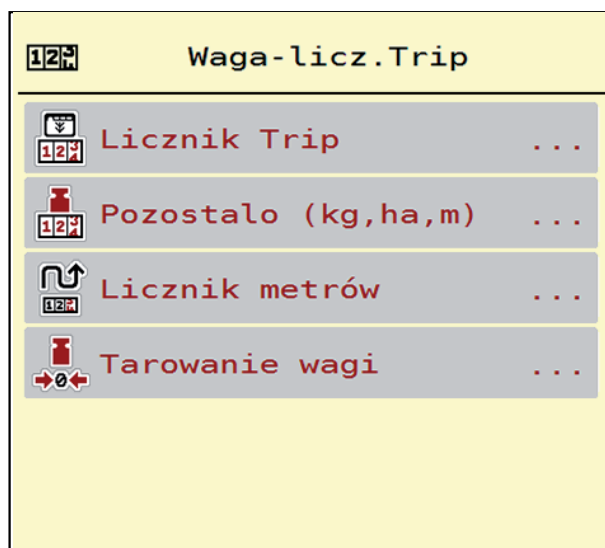 Waga-licz.Trip
Licznik Trip ...
Pozostalo (kg,ha,m) ...
Licznik metrów ...
Tarowanie wagi ...